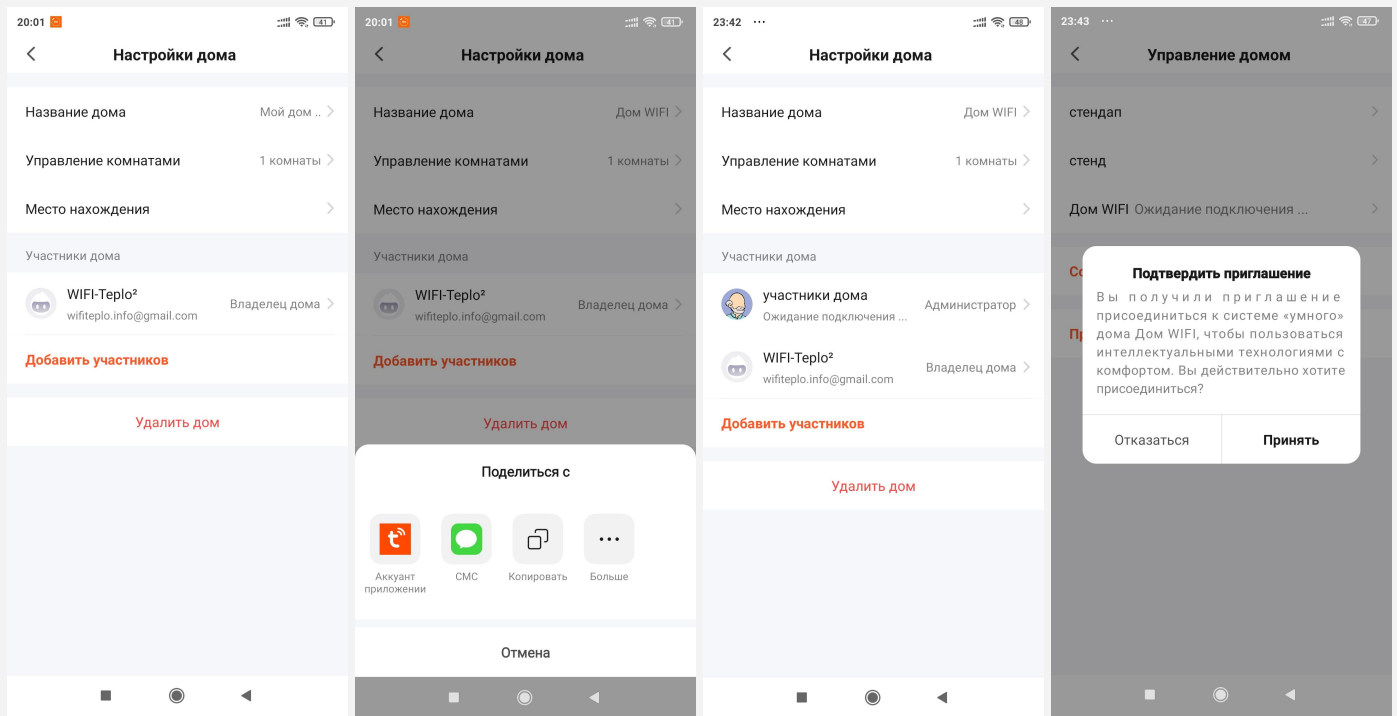 20:01
41
Настройки дома
Название дома
Мой дом ..
Управление комнатами
1 комнаты
Место нахождения
Участники дома
WIFI-Teplo²
wifiteplo.info@gmail.com
Владелец дома
Добавить участников
Удалить дом
20:01
41
Настройки дома
Название дома
Дом WIFI
Управление комнатами
1 комнаты
Место нахождения
Участники дома
WIFI-Teplo²
wifiteplo.info@gmail.com
Владелец дома
Добавить участников
Удалить дом
Поделиться с
Аккуант
приложении
СМС
Копировать
Больше
Отмена
23:42 ...
48
Настройки дома
Название дома
Дом WIFI
Управление комнатами
1 комнаты
Место нахождения
Участники дома
участники дома
Ожидание подключения ...
Администратор
WIFI-Teplo²
wifiteplo.info@gmail.com
Владелец дома
Добавить участников
Удалить дом
23:43 ...
47
Управление домом
стендап
стенд
Дом WIFI Ожидание подключения ...
Со
Пр
Подтвердить приглашение
Вы получили приглашение
присоединиться к системе «умного»
дома Дом WIFI, чтобы пользоваться
интеллектуальными технологиями с
комфортом. Вы действительно хотите
присоединиться?
Отказаться
Принять